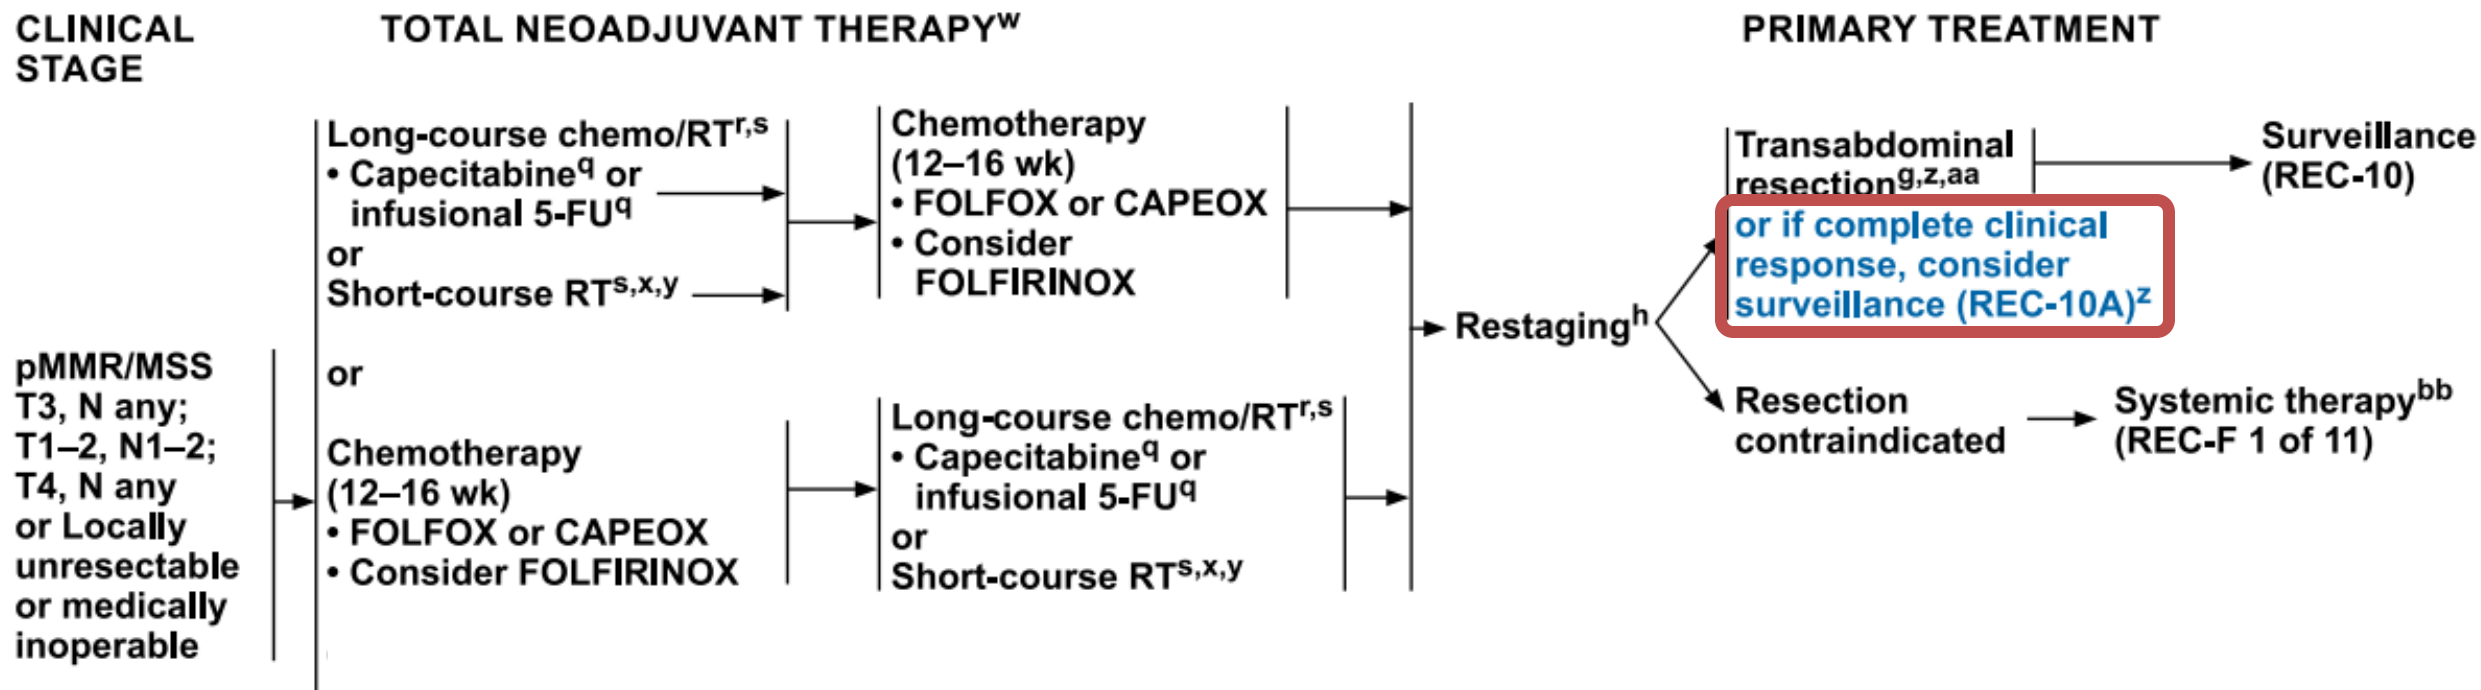 CLINICAL
STAGE
TOTAL NEOADJUVANT THERAPYʷ
PRIMARY TREATMENT
pMMR/MSS
T3, N any;
T1–2, N1–2;
T4, N any
or Locally
unresectable
or medically
inoperable
Long-course chemo/RTʳ,ˢ
• Capecitabine^q or
infusional 5-FU^q
or
Short-course RTˢ,ˣ,ʸ
Chemotherapy
(12–16 wk)
• FOLFOX or CAPEOX
• Consider
FOLFIRINOX
or
Chemotherapy
(12–16 wk)
• FOLFOX or CAPEOX
• Consider FOLFIRINOX
Long-course chemo/RTʳ,ˢ
• Capecitabine^q or
infusional 5-FU^q
or
Short-course RTˢ,ˣ,ʸ
Restagingʰ
Transabdominal
resectionᵍ,ᶻ,ᵃᵃ
or if complete clinical
response, consider
surveillance (REC-10A)ᶻ
Surveillance
(REC-10)
Resection
contraindicated
Systemic therapyᵇᵇ
(REC-F 1 of 11)